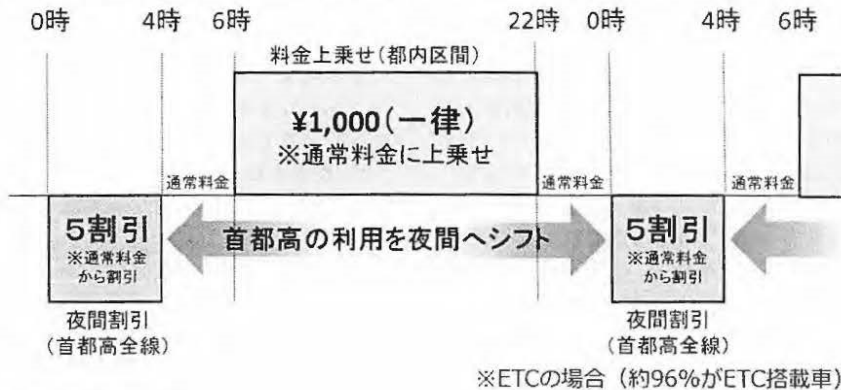 0時 4時 6時 22時 0時 4時 6時
料金上乗せ(都内区間)
¥1,000(一律)
※通常料金に上乗せ
通常料金 通常料金 通常料金
5割引
※通常料金
から割引
首都高の利用を夜間へシフト
5割引
※通常料金
から割引
夜間割引
(首都高全線)
夜間割引
(首都高全線)
※ETCの場合(約96%がETC搭載車)